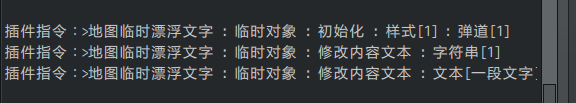 插件指令：>地图临时漂浮文字 : 临时对象 : 初始化 : 样式[1] : 弹道[1]
插件指令：>地图临时漂浮文字 : 临时对象 : 修改内容文本 : 字符串[1]
插件指令：>地图临时漂浮文字 : 临时对象 : 修改内容文本 : 文本[一段文字]